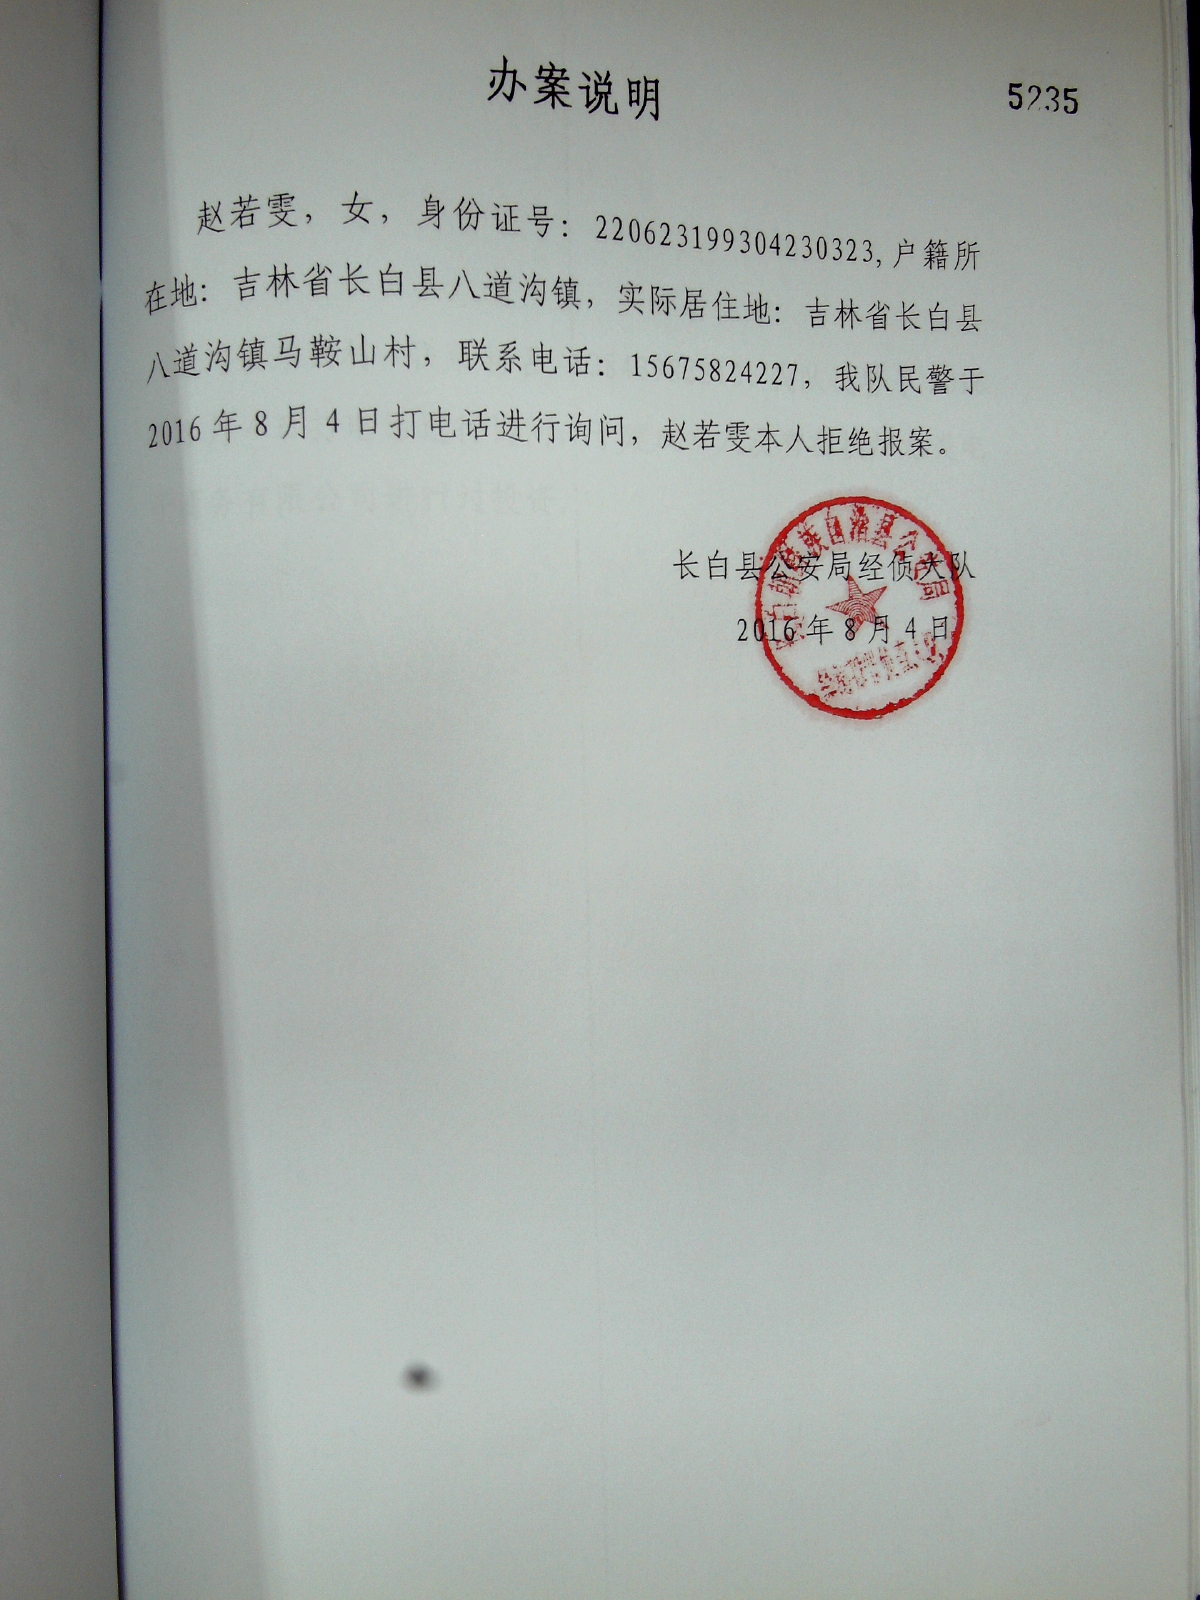 办案说明
5235
赵若雯，女，身份证号：220623199304230323,户籍所
在地：吉林省长白县八道沟镇，实际居住地：吉林省长白县
八道沟镇马鞍山村，联系电话：15675824227，我队民警于
2016年8月4日打电话进行询问，赵若雯本人拒绝报案。
长白县公安局经侦大队
2016年8月4日